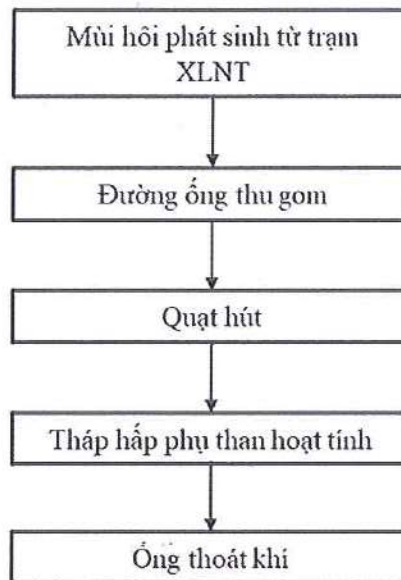 Mùi hôi phát sinh từ trạm
XLNT
Đường ống thu gom
Quạt hút
Tháp hấp phụ than hoạt tính
Ống thoát khí